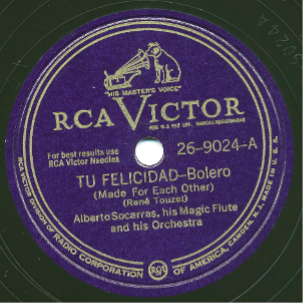 "HIS MASTER'S VOICE"
RCA VICTOR
For best results use
RCA Victor Needles
26-9024-A
TU FELICIDAD-Bolero
(Made For Each Other)
(René Touzet)
Alberto Socarras, his Magic Flute
and his Orchestra
RCA VICTOR DIVISION OF RADIO CORPORATION OF AMERICA, CAMDEN, N.J. MADE IN U.S.A.
RCA